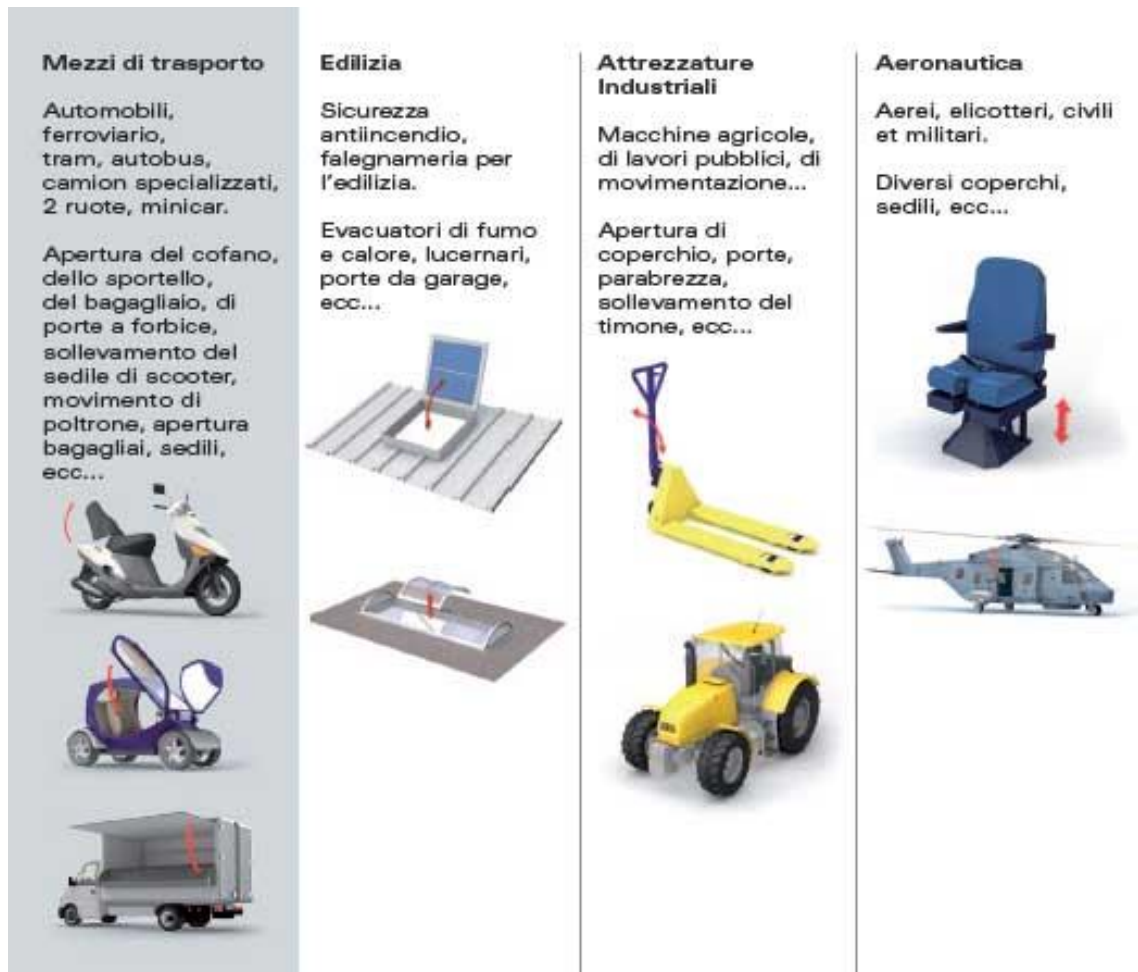 Mezzi di trasporto
Automobili,
ferroviario,
tram, autobus,
camion specializzati,
2 ruote, minicar.
Apertura del cofano,
dello sportello,
del bagagliaio, di
porte a forbice,
sollevamento del
sedile di scooter,
movimento di
poltrone, apertura
bagagliai, sedili,
ecc...
Edilizia
Sicurezza
antiincendio,
falegnameria per
l'edilizia.
Evacuatori di fumo
e calore, lucernari,
porte da garage,
ecc...
Attrezzature
Industriali
Macchine agricole,
di lavori pubblici, di
movimentazione...
Apertura di
coperchio, porte,
parabrezza,
sollevamento del
timone, ecc...
Aeronautica
Aerei, elicotteri, civili
et militari.
Diversi coperchi,
sedili, ecc...